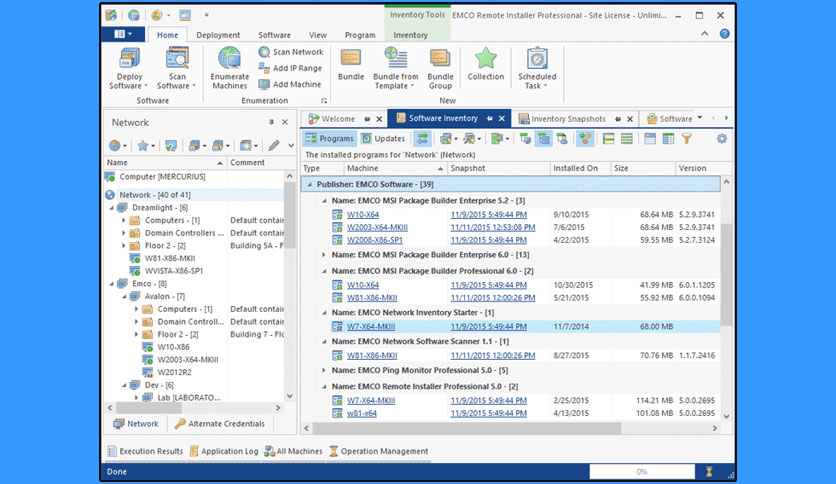 Inventory Tools
EMCO Remote Installer Professional - Site License - Unlimi...
Home Deployment Software View Program Inventory
Deploy Software
Scan Software
Enumerate Machines
Scan Network
Add IP Range
Add Machine
Bundle
Bundle from Template
Bundle Group
Collection
Scheduled Task
Software Enumeration New
Network
Welcome Software Inventory Inventory Snapshots Software
Programs Updates
The installed programs for 'Network' (Network)
Name Comment
Computer [MERCURIUS]
Network - [40 of 41]
Dreamlight - [6]
Computers - [1] Default contain
Domain Controllers ... Default contain
Floor 2 - [2] Building 5A - Fl
W81-X86-MKII
WVISTA-X86-SP1
Emco - [8]
Avalon - [7]
Computers - [1] Default contain
Domain Controll... Default contain
Floor 2 - [2] Building 7 - Flo
W10-X86
W2003-X64-MKIII
W2012R2
Dev - [6]
Lab [LABORATO...
Network Alternate Credentials
Type Machine Snapshot Installed On Size Version
Publisher: EMCO Software - [39]
Name: EMCO MSI Package Builder Enterprise 5.2 - [3]
W10-X64 11/9/2015 5:49:44 PM 9/10/2015 68.64 MB 5.2.9.3741
W2003-X64-MKIII 11/11/2015 12:53:08 PM 7/6/2015 68.64 MB 5.2.9.3741
W2008-X86-SP1 11/9/2015 5:49:44 PM 4/22/2015 59.55 MB 5.2.7.3124
Name: EMCO MSI Package Builder Enterprise 6.0 - [13]
Name: EMCO MSI Package Builder Professional 6.0 - [2]
W10-X64 11/9/2015 5:49:44 PM 10/30/2015 41.99 MB 6.0.1.1205
W81-X86-MKII 11/11/2015 12:00:26 PM 5/21/2015 55.92 MB 6.0.0.1094
Name: EMCO Network Inventory Starter - [1]
W7-X64-MKIII 11/9/2015 5:49:44 PM 11/7/2014 68.00 MB
Name: EMCO Network Software Scanner 1.1 - [1]
W81-X86-MKII 11/11/2015 12:00:26 PM 8/27/2015 70.76 MB 1.1.7.2416
Name: EMCO Ping Monitor Professional 5.0 - [5]
Name: EMCO Remote Installer Professional 5.0 - [2]
W7-X64-MKIII 11/9/2015 5:49:44 PM 2/25/2015 114.21 MB 5.0.0.2695
w81-x64 11/9/2015 5:49:44 PM 4/13/2015 101.08 MB 5.0.0.2695
Execution Results Application Log All Machines Operation Management
Done 0%